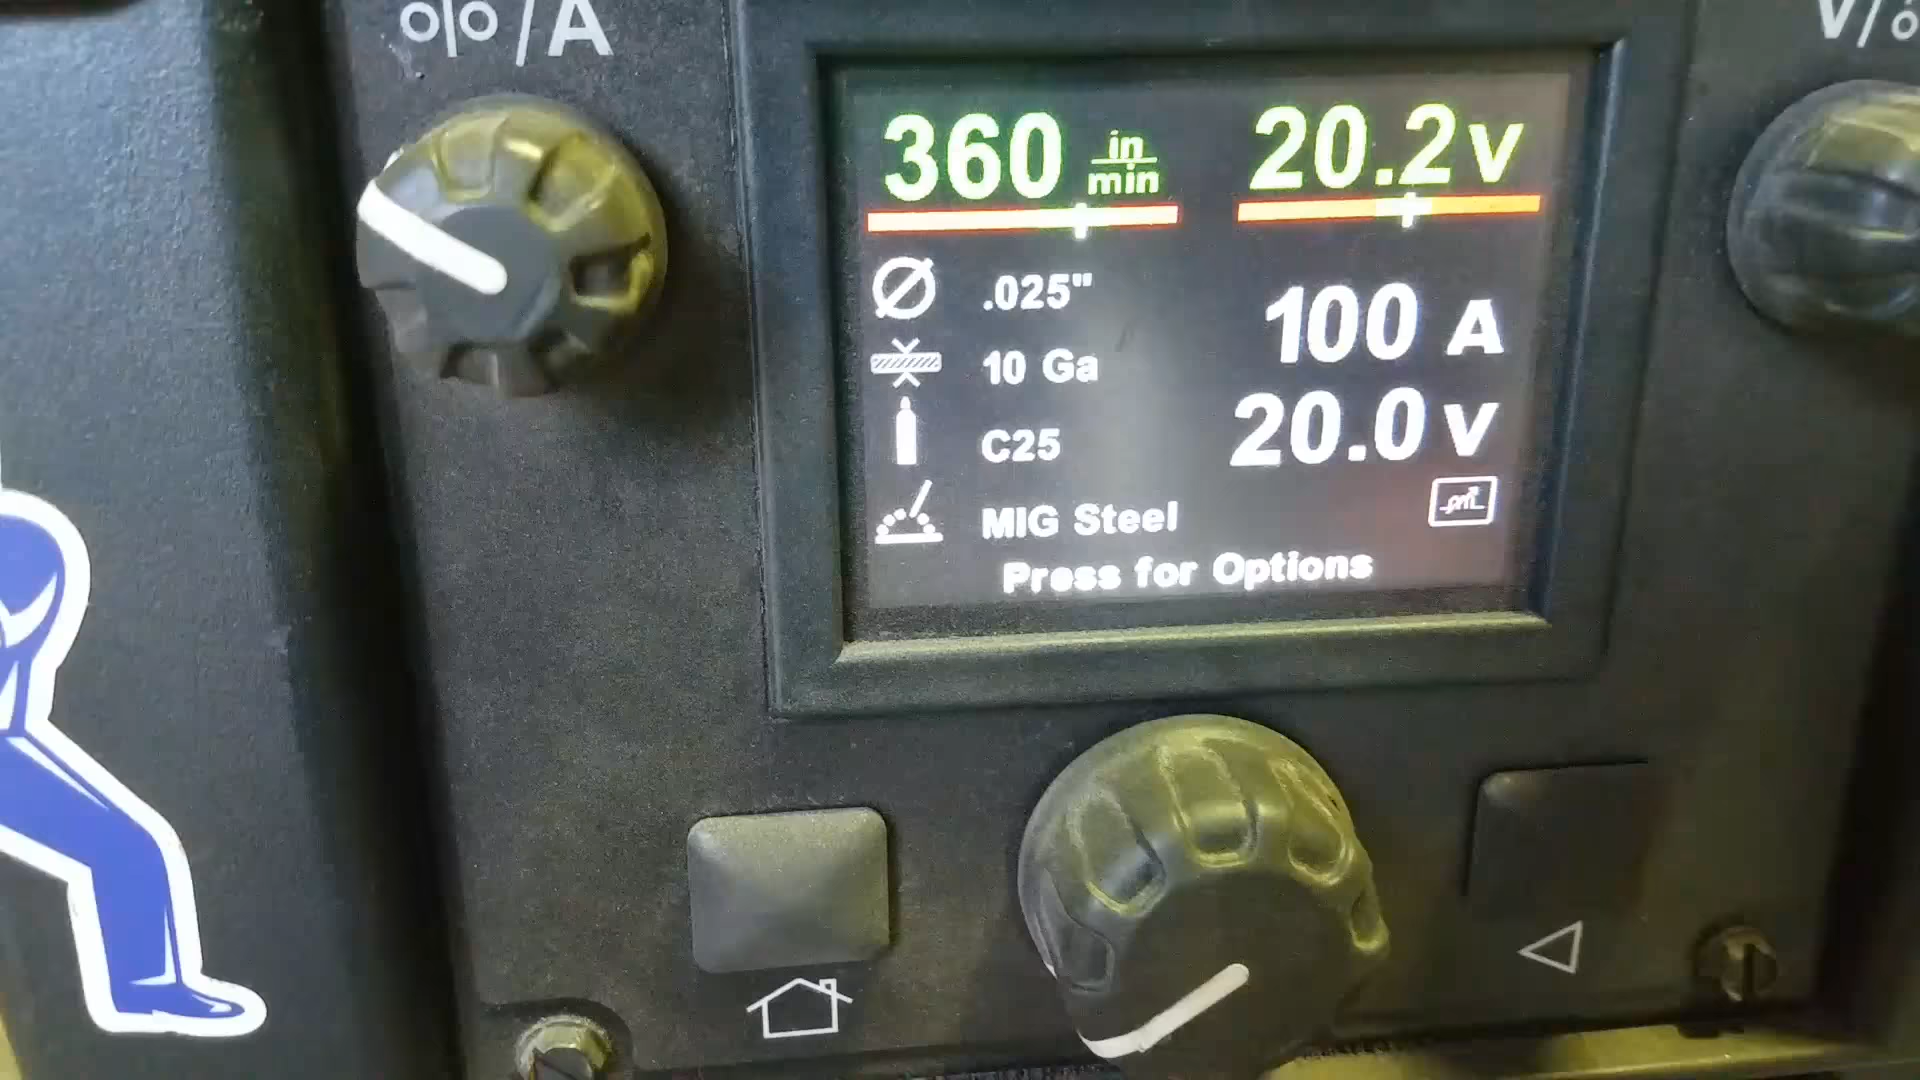 %/A
V/
360 in/min 20.2 V
.025" 100 A
10 Ga
C25 20.0 V
MIG Steel
Press for Options